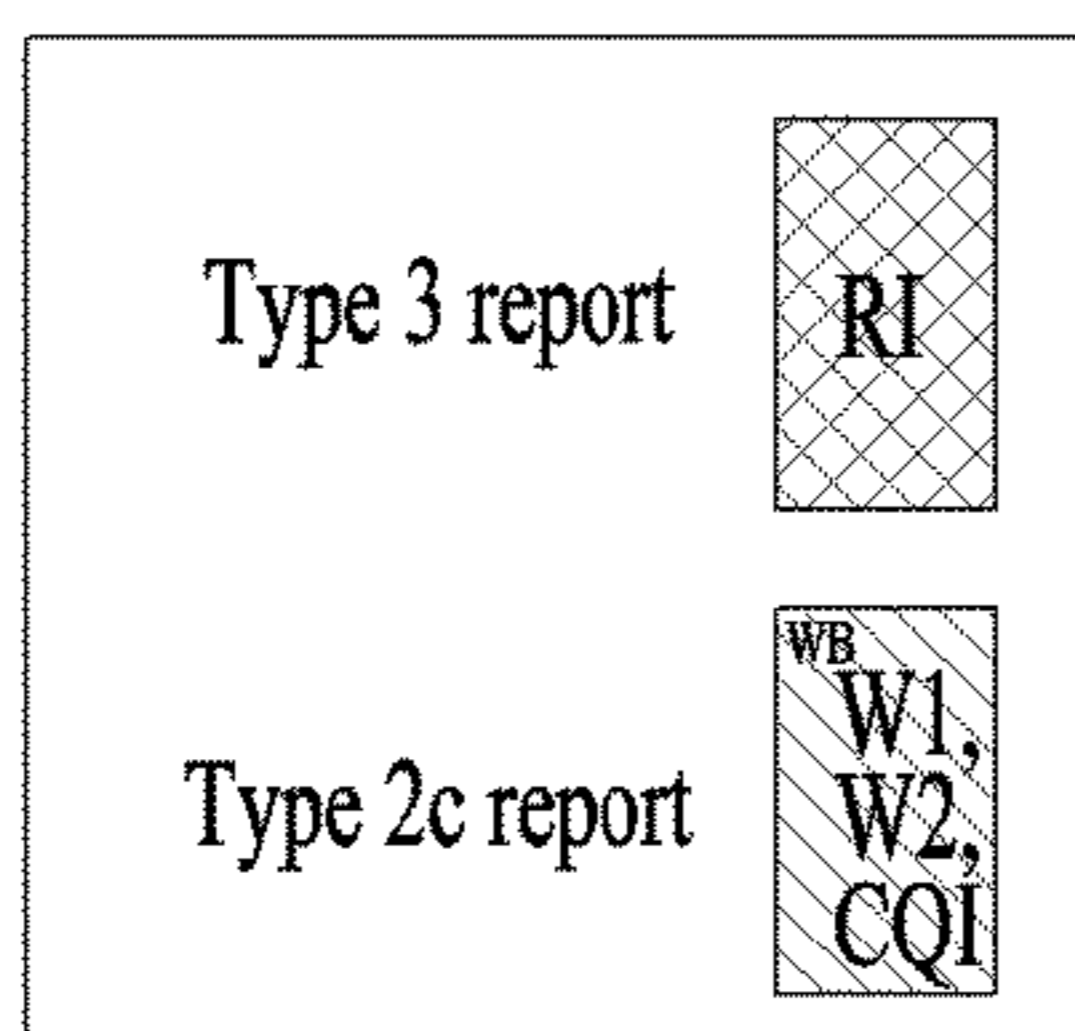 Type 3 report
RI
Type 2c report
WB
W1,
W2,
CQI